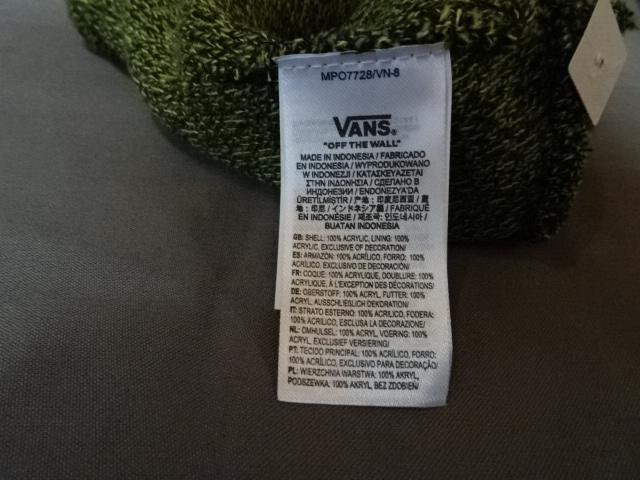 MPO7728/VN-8
VANS®
"OFF THE WALL"
MADE IN INDONESIA / FABRICADO
EN INDONESIA / WYPRODUKOWANO
W INDONEZJI / ΚΑΤΑΣΚΕΥΑΖΕΤΑΙ
ΣΤΗΝ ΙΝΔΟΝΗΣΙΑ / СДЕЛАНО В
ИНДОНЕЗИИ / ENDONEZYA'DA
ÜRETİLMİŞTİR / 产地 : 印度尼西亚 / 産
地 : 印尼 / インドネシア製 / FABRIQUÉ
EN INDONÉSIE / 제조국: 인도네시아 /
BUATAN INDONESIA
GB: SHELL: 100% ACRYLIC, LINING: 100%
ACRYLIC, EXCLUSIVE OF DECORATION/
ES: ARMAZÓN: 100% ACRÍLICO, FORRO: 100%
ACRÍLICO, EXCLUSIVO DE DECORACIÓN/
FR: COQUE: 100% ACRYLIQUE, DOUBLURE: 100%
ACRYLIQUE, À L'EXCEPTION DES DÉCORATIONS/
DE: OBERSTOFF: 100% ACRYL, FUTTER: 100%
ACRYL, AUSSCHLIESLICH DEKORATION/
IT: STRATO ESTERNO: 100% ACRILICO, FODERA:
100% ACRILICO, ESCLUSA LA DECORAZIONE/
NL: OMHULSEL: 100% ACRYL, VOERING: 100%
ACRYL, EXCLUSIEF VERSIERING/
PT: TECIDO PRINCIPAL: 100% ACRÍLICO, FORRO:
100% ACRÍLICO, EXCLUSIVO PARA DECORAÇÃO/
PL: WIERZCHNIA WARSTWA: 100% AKRYL,
PODSZEWKA: 100% AKRYL, BEZ ZDOBIEŃ/